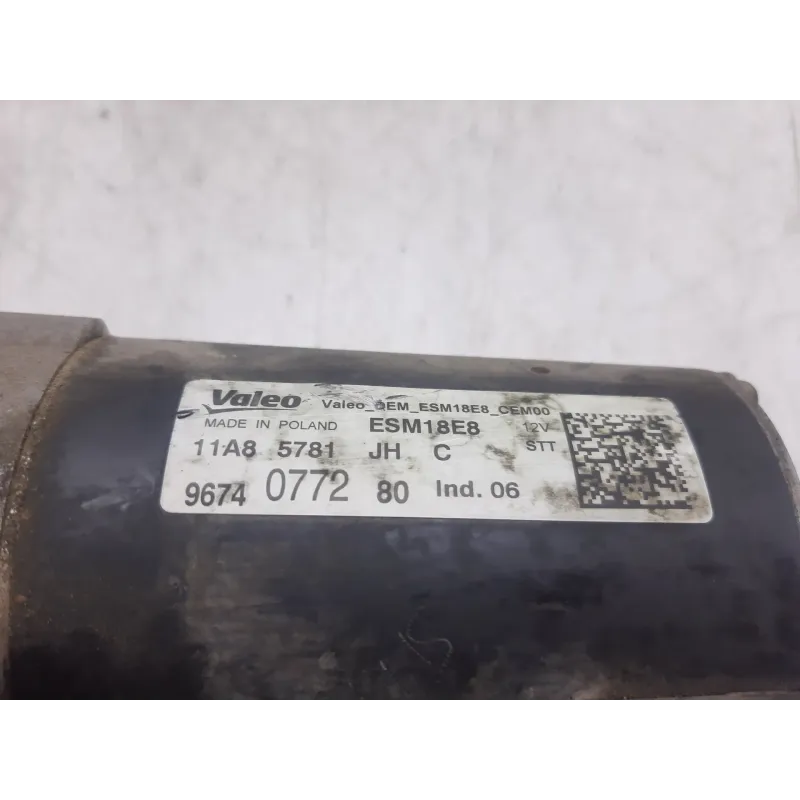 Valeo Valeo_OEM_ESM18E8_CEM00
MADE IN POLAND ESM18E8 12V
11A8 5781 JH C STT
9674 0772 80 Ind. 06